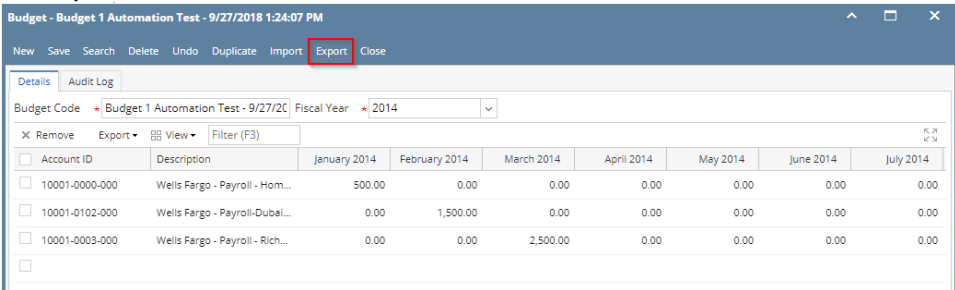 Budget - Budget 1 Automation Test - 9/27/2018 1:24:07 PM
New Save Search Delete Undo Duplicate Import Export Close
Details Audit Log
Budget Code * Budget 1 Automation Test - 9/27/20 Fiscal Year * 2014
Remove Export View Filter (F3)
Account ID Description January 2014 February 2014 March 2014 April 2014 May 2014 June 2014 July 2014
10001-0000-000 Wells Fargo - Payroll - Hom... 500.00 0.00 0.00 0.00 0.00 0.00 0.00
10001-0102-000 Wells Fargo - Payroll-Dubai... 0.00 1,500.00 0.00 0.00 0.00 0.00 0.00
10001-0003-000 Wells Fargo - Payroll - Rich... 0.00 0.00 2,500.00 0.00 0.00 0.00 0.00